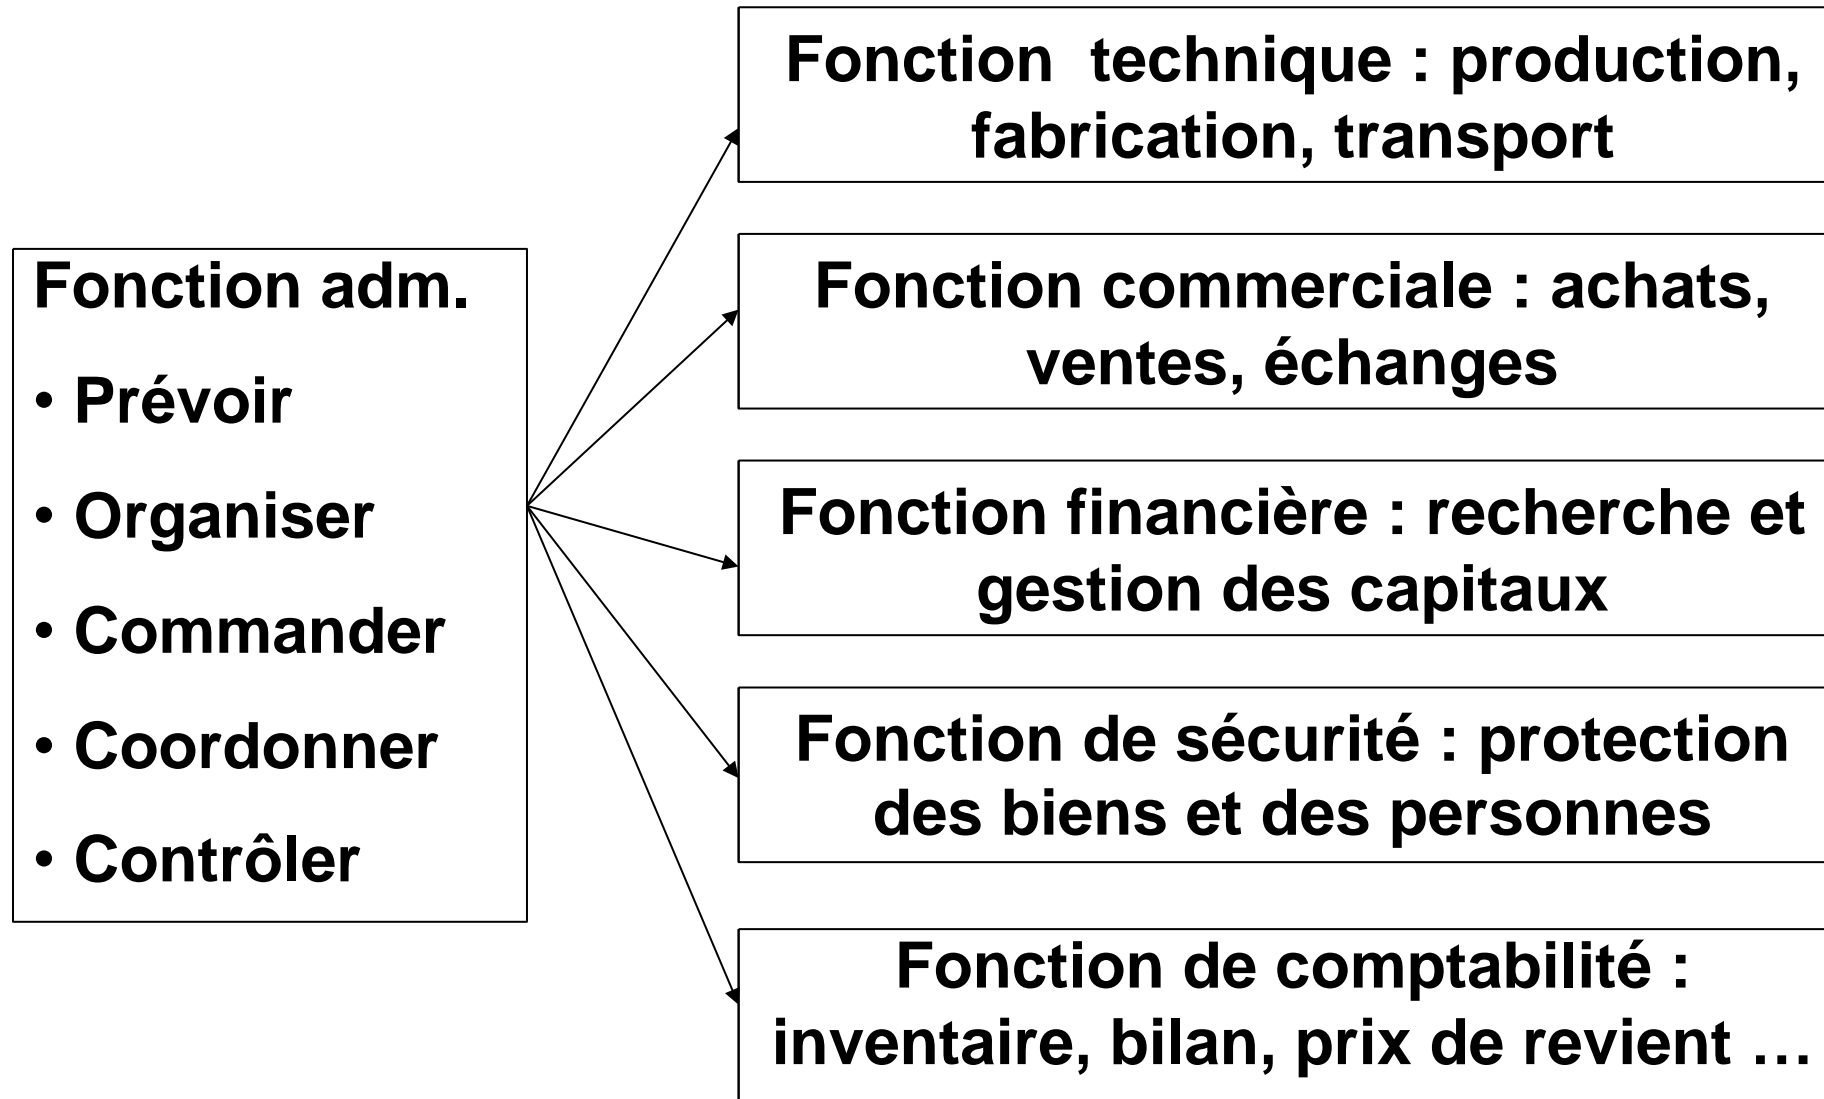 Fonction adm.
• Prévoir
• Organiser
• Commander
• Coordonner
• Contrôler
Fonction technique : production,
fabrication, transport
Fonction commerciale : achats,
ventes, échanges
Fonction financière : recherche et
gestion des capitaux
Fonction de sécurité : protection
des biens et des personnes
Fonction de comptabilité :
inventaire, bilan, prix de revient …